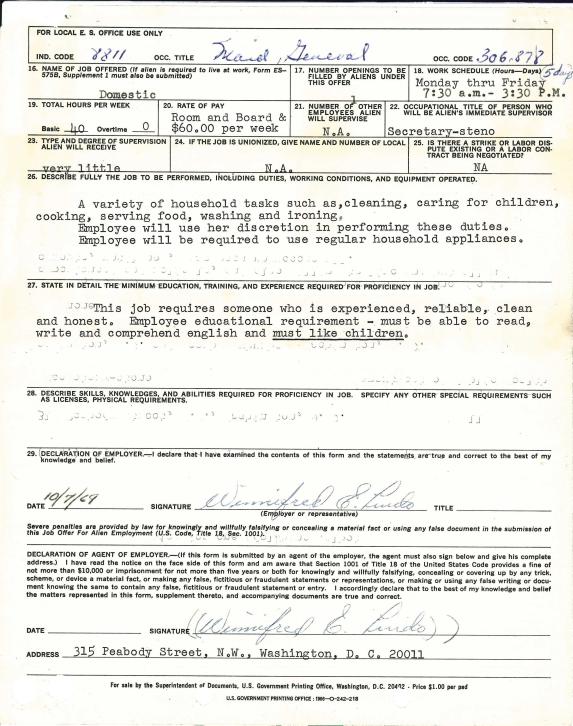 FOR LOCAL E. S. OFFICE USE ONLY
IND. CODE 8811 OCC. TITLE Maid, General OCC. CODE 306.878
16. NAME OF JOB OFFERED (If alien is required to live at work, Form ES-575B, Supplement 1 must also be submitted)
Domestic
17. NUMBER OPENINGS TO BE FILLED BY ALIENS UNDER THIS OFFER
1
18. WORK SCHEDULE (Hours—Days) 5 days
Monday thru Friday
7:30 a.m.- 3:30 P.M.
19. TOTAL HOURS PER WEEK
Basic 40 Overtime 0
20. RATE OF PAY
Room and Board &
$60.00 per week
21. NUMBER OF OTHER EMPLOYEES ALIEN WILL SUPERVISE
N.A.
22. OCCUPATIONAL TITLE OF PERSON WHO WILL BE ALIEN'S IMMEDIATE SUPERVISOR
Secretary-steno
23. TYPE AND DEGREE OF SUPERVISION ALIEN WILL RECEIVE
very little
24. IF THE JOB IS UNIONIZED, GIVE NAME AND NUMBER OF LOCAL
N.A.
25. IS THERE A STRIKE OR LABOR DISPUTE EXISTING OR A LABOR CONTRACT BEING NEGOTIATED?
NA
26. DESCRIBE FULLY THE JOB TO BE PERFORMED, INCLUDING DUTIES, WORKING CONDITIONS, AND EQUIPMENT OPERATED.
A variety of household tasks such as,cleaning, caring for children,
cooking, serving food, washing and ironing.
Employee will use her discretion in performing these duties.
Employee will be required to use regular household appliances.
27. STATE IN DETAIL THE MINIMUM EDUCATION, TRAINING, AND EXPERIENCE REQUIRED FOR PROFICIENCY IN JOB.
This job requires someone who is experienced, reliable, clean
and honest. Employee educational requirement - must be able to read,
write and comprehend english and must like children.
28. DESCRIBE SKILLS, KNOWLEDGES, AND ABILITIES REQUIRED FOR PROFICIENCY IN JOB. SPECIFY ANY OTHER SPECIAL REQUIREMENTS SUCH
AS LICENSES, PHYSICAL REQUIREMENTS.
29. DECLARATION OF EMPLOYER.—I declare that I have examined the contents of this form and the statements are true and correct to the best of my
knowledge and belief.
DATE 10/7/69 SIGNATURE Winnifred E. Lindo TITLE
(Employer or representative)
Severe penalties are provided by law for knowingly and willfully falsifying or concealing a material fact or using any false document in the submission of
this Job Offer For Alien Employment (U.S. Code, Title 18, Sec. 1001).
DECLARATION OF AGENT OF EMPLOYER.—(If this form is submitted by an agent of the employer, the agent must also sign below and give his complete
address.) I have read the notice on the face side of this form and am aware that Section 1001 of Title 18 of the United States Code provides a fine of
not more than $10,000 or imprisonment for not more than five years or both for knowingly and willfully falsifying, concealing or covering up by any trick,
scheme, or device a material fact, or making any false, fictitious or fraudulent statements or representations, or making or using any false writing or document
knowing the same to contain any false, fictitious or fraudulent statement or entry. I accordingly declare that to the best of my knowledge and belief
the matters represented in this form, supplement thereto, and accompanying documents are true and correct.
DATE SIGNATURE (Winnifred E. Lindo)
ADDRESS 315 Peabody Street, N.W., Washington, D. C. 20011
For sale by the Superintendent of Documents, U.S. Government Printing Office, Washington, D.C. 20402 - Price $1.00 per pad
U.S. GOVERNMENT PRINTING OFFICE : 1966—O-242-218